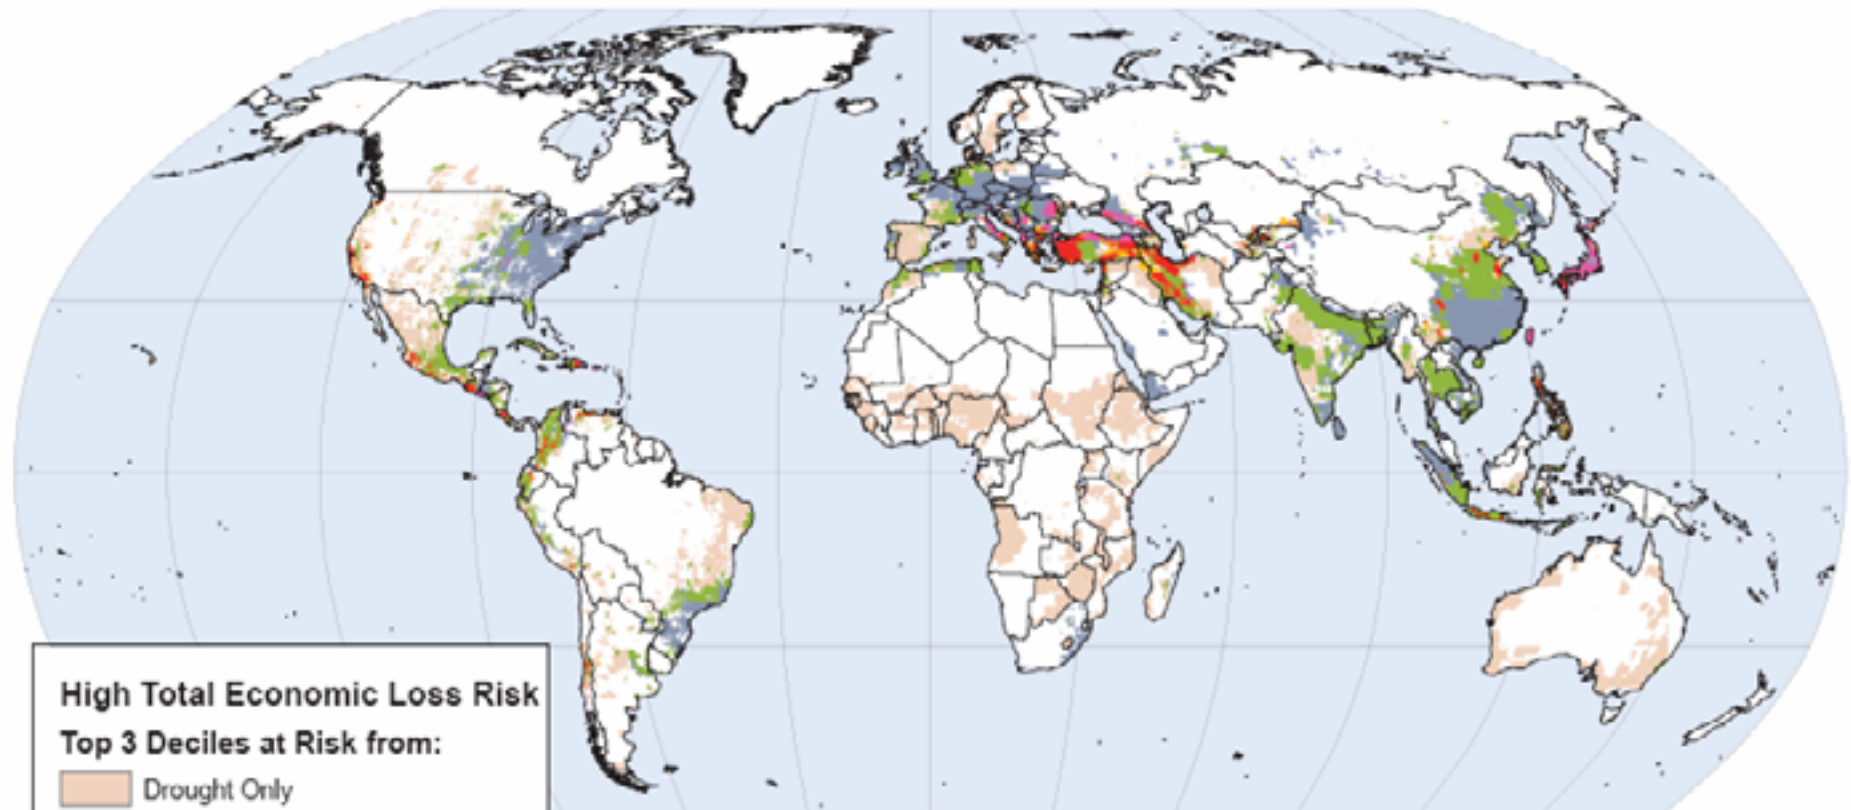 High Total Economic Loss Risk
Top 3 Deciles at Risk from:
Drought Only